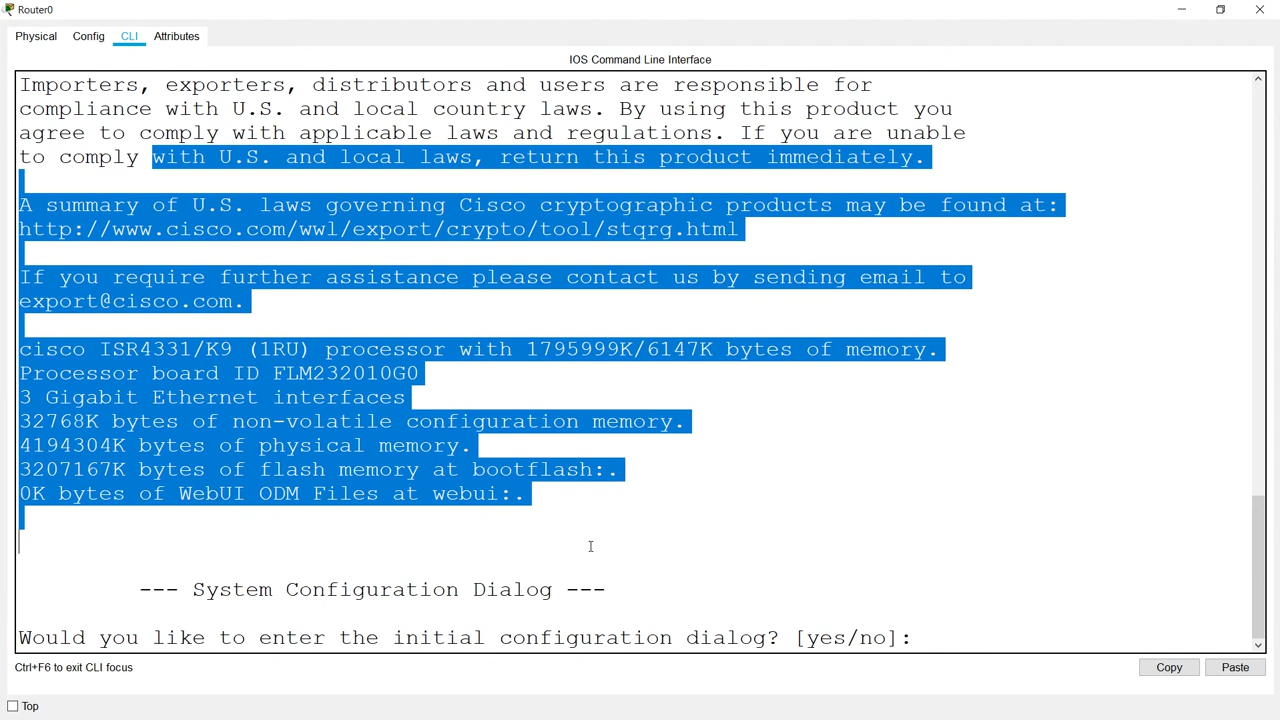 Router0
Physical Config CLI Attributes
IOS Command Line Interface
Importers, exporters, distributors and users are responsible for
compliance with U.S. and local country laws. By using this product you
agree to comply with applicable laws and regulations. If you are unable
to comply with U.S. and local laws, return this product immediately.
A summary of U.S. laws governing Cisco cryptographic products may be found at:
http://www.cisco.com/wwl/export/crypto/tool/stqrg.html
If you require further assistance please contact us by sending email to
export@cisco.com.
cisco ISR4331/K9 (1RU) processor with 1795999K/6147K bytes of memory.
Processor board ID FLM232010G0
3 Gigabit Ethernet interfaces
32768K bytes of non-volatile configuration memory.
4194304K bytes of physical memory.
3207167K bytes of flash memory at bootflash:.
0K bytes of WebUI ODM Files at webui:.
--- System Configuration Dialog ---
Would you like to enter the initial configuration dialog? [yes/no]:
Ctrl+F6 to exit CLI focus
Copy Paste
Top